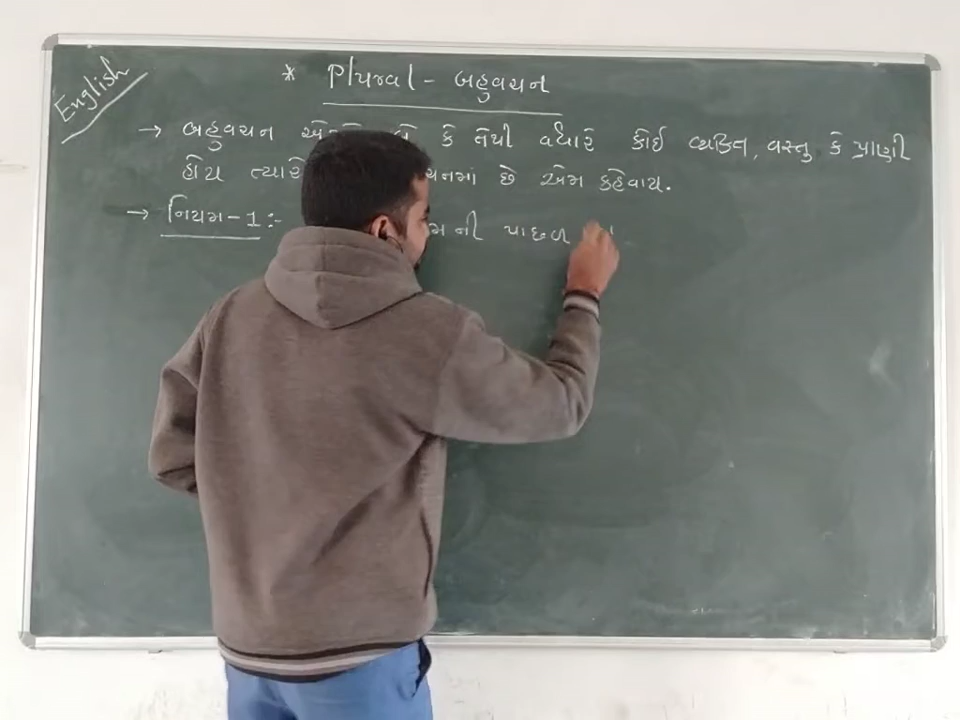 English
* Plural - બહુવચન
→ બહુવચન કે તેથી વધારે કોઈ વ્યકિત, વસ્તુ કે પ્રાણી
હોય ત્યારે છે એમ કહેવાય.
→ નિયમ-1:- ની પાછળ